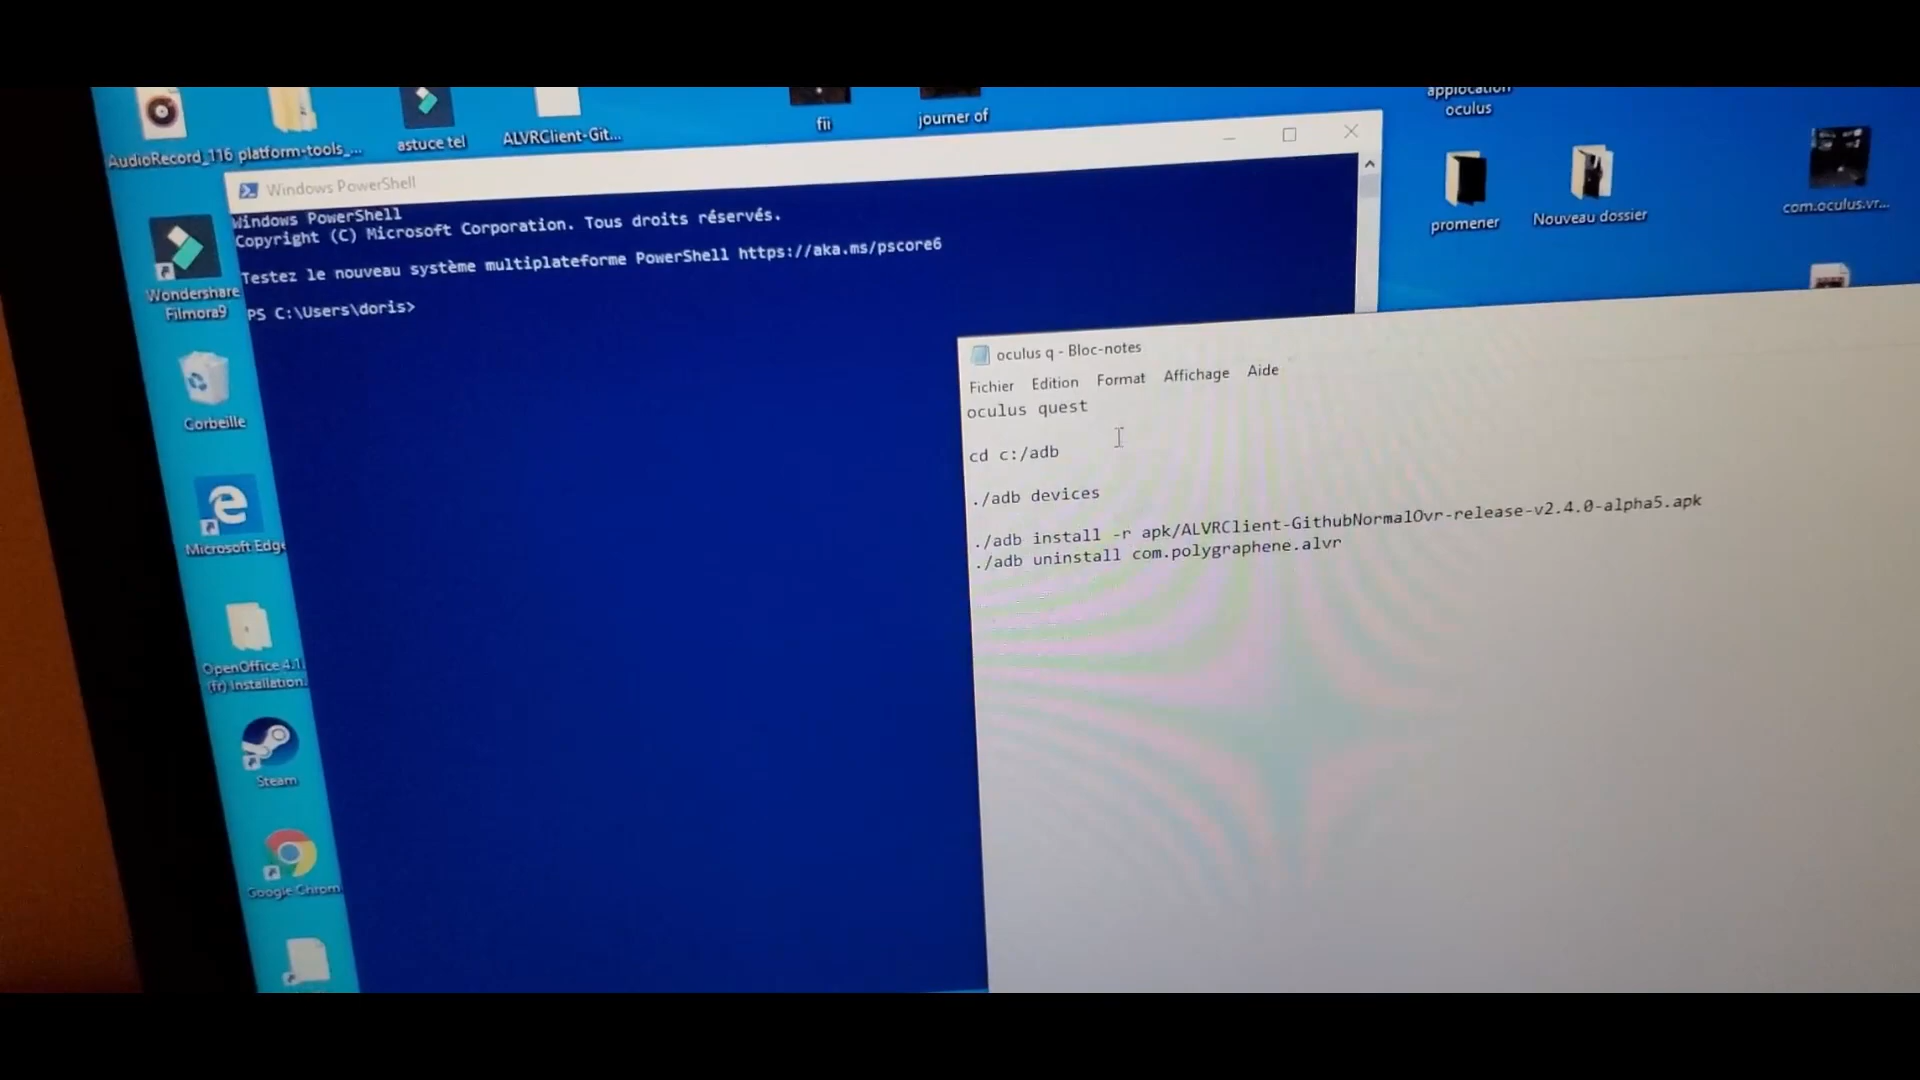 AudioRecord_116
platform-tools_...
astuce tel
ALVRClient-Git...
fii
journer of
oculus
promener
Nouveau dossier
com.oculus.vr...
Windows PowerShell
Windows PowerShell
Copyright (C) Microsoft Corporation. Tous droits réservés.
Testez le nouveau système multiplateforme PowerShell https://aka.ms/pscore6
PS C:\Users\doris>
Wondershare
Filmora9
Corbeille
Microsoft Edge
OpenOffice 4.1.
(fr) Installation.
Steam
Google Chrom
oculus q - Bloc-notes
Fichier Edition Format Affichage Aide
oculus quest
cd c:/adb
./adb devices
./adb install -r apk/ALVRClient-GithubNormalOvr-release-v2.4.0-alpha5.apk
./adb uninstall com.polygraphene.alvr